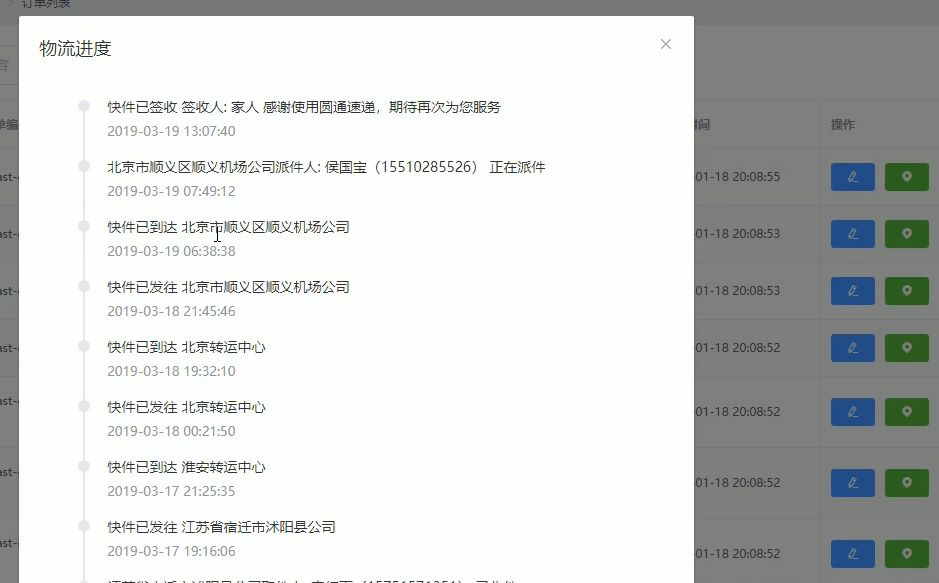 订单列表
物流进度
快件已签收 签收人: 家人 感谢使用圆通速递，期待再次为您服务
2019-03-19 13:07:40
北京市顺义区顺义机场公司派件人: 侯国宝（15510285526） 正在派件
2019-03-19 07:49:12
快件已到达 北京市顺义区顺义机场公司
2019-03-19 06:38:38
快件已发往 北京市顺义区顺义机场公司
2019-03-18 21:45:46
快件已到达 北京转运中心
2019-03-18 19:32:10
快件已发往 北京转运中心
2019-03-18 00:21:50
快件已到达 淮安转运中心
2019-03-17 21:25:35
快件已发往 江苏省宿迁市沭阳县公司
2019-03-17 19:16:06
容
单编
时间
操作
ast-
01-18 20:08:55
ast-
01-18 20:08:53
ast-
01-18 20:08:53
ast-
01-18 20:08:52
ast-
01-18 20:08:52
ast-
01-18 20:08:52
ast-
01-18 20:08:52